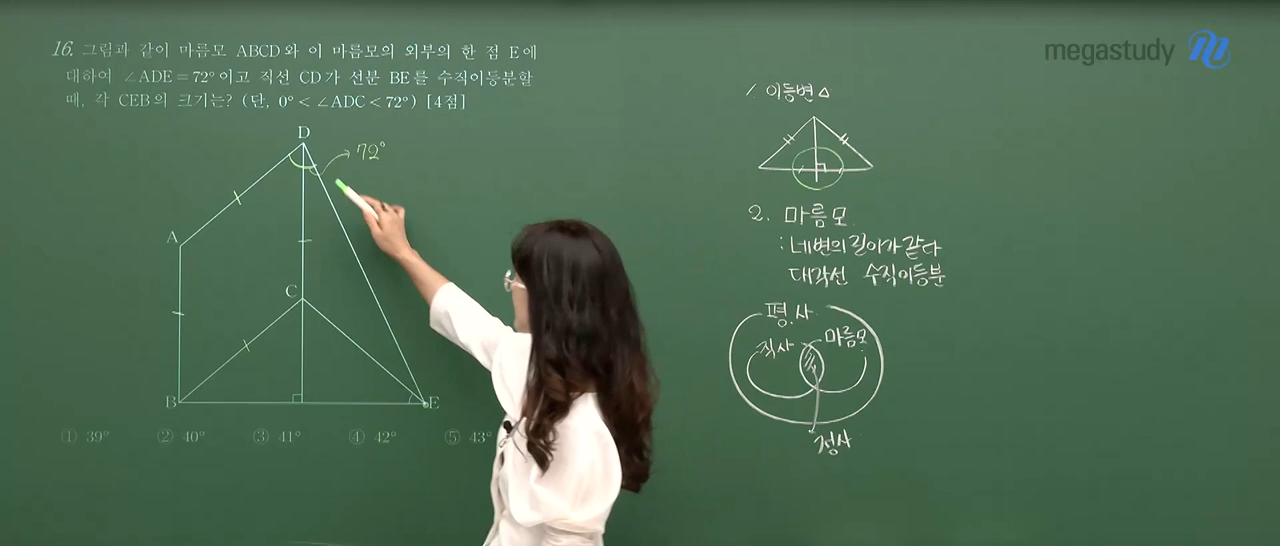 16. 그림과 같이 마름모 ABCD와 이 마름모의 외부의 한 점 E에
대하여 ∠ADE=72°이고 직선 CD가 선분 BE를 수직이등분할
때, 각 CEB의 크기는? (단, 0°<∠ADC<72°) [4점]
D
72°
A
C
B
E
① 39° ② 40° ③ 41° ④ 42° ⑤ 43°
megastudy
1. 이등변△
2. 마름모
: 네변의 길이가 같다
대각선 수직이등분
평.사
직사 마름모
정사